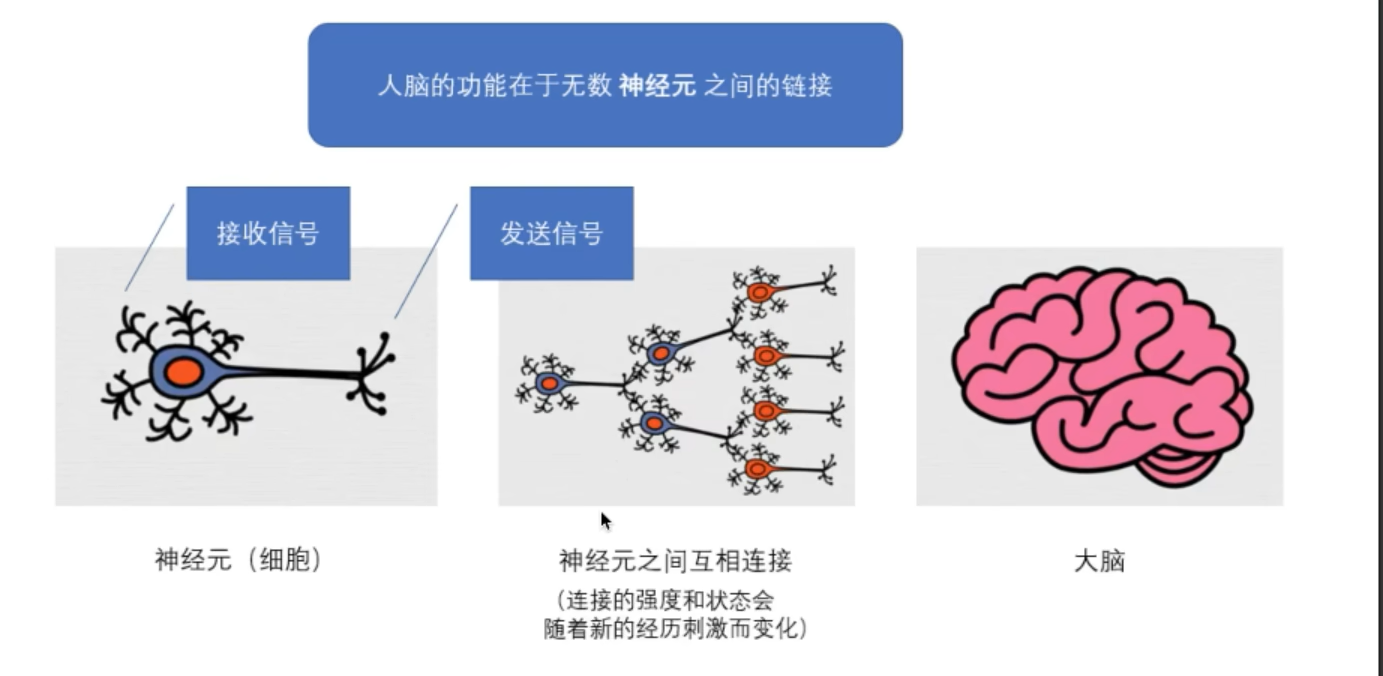 人脑的功能在于无数 神经元 之间的链接
接收信号
发送信号
神经元（细胞）
神经元之间互相连接
（连接的强度和状态会
随着新的经历刺激而变化）
大脑